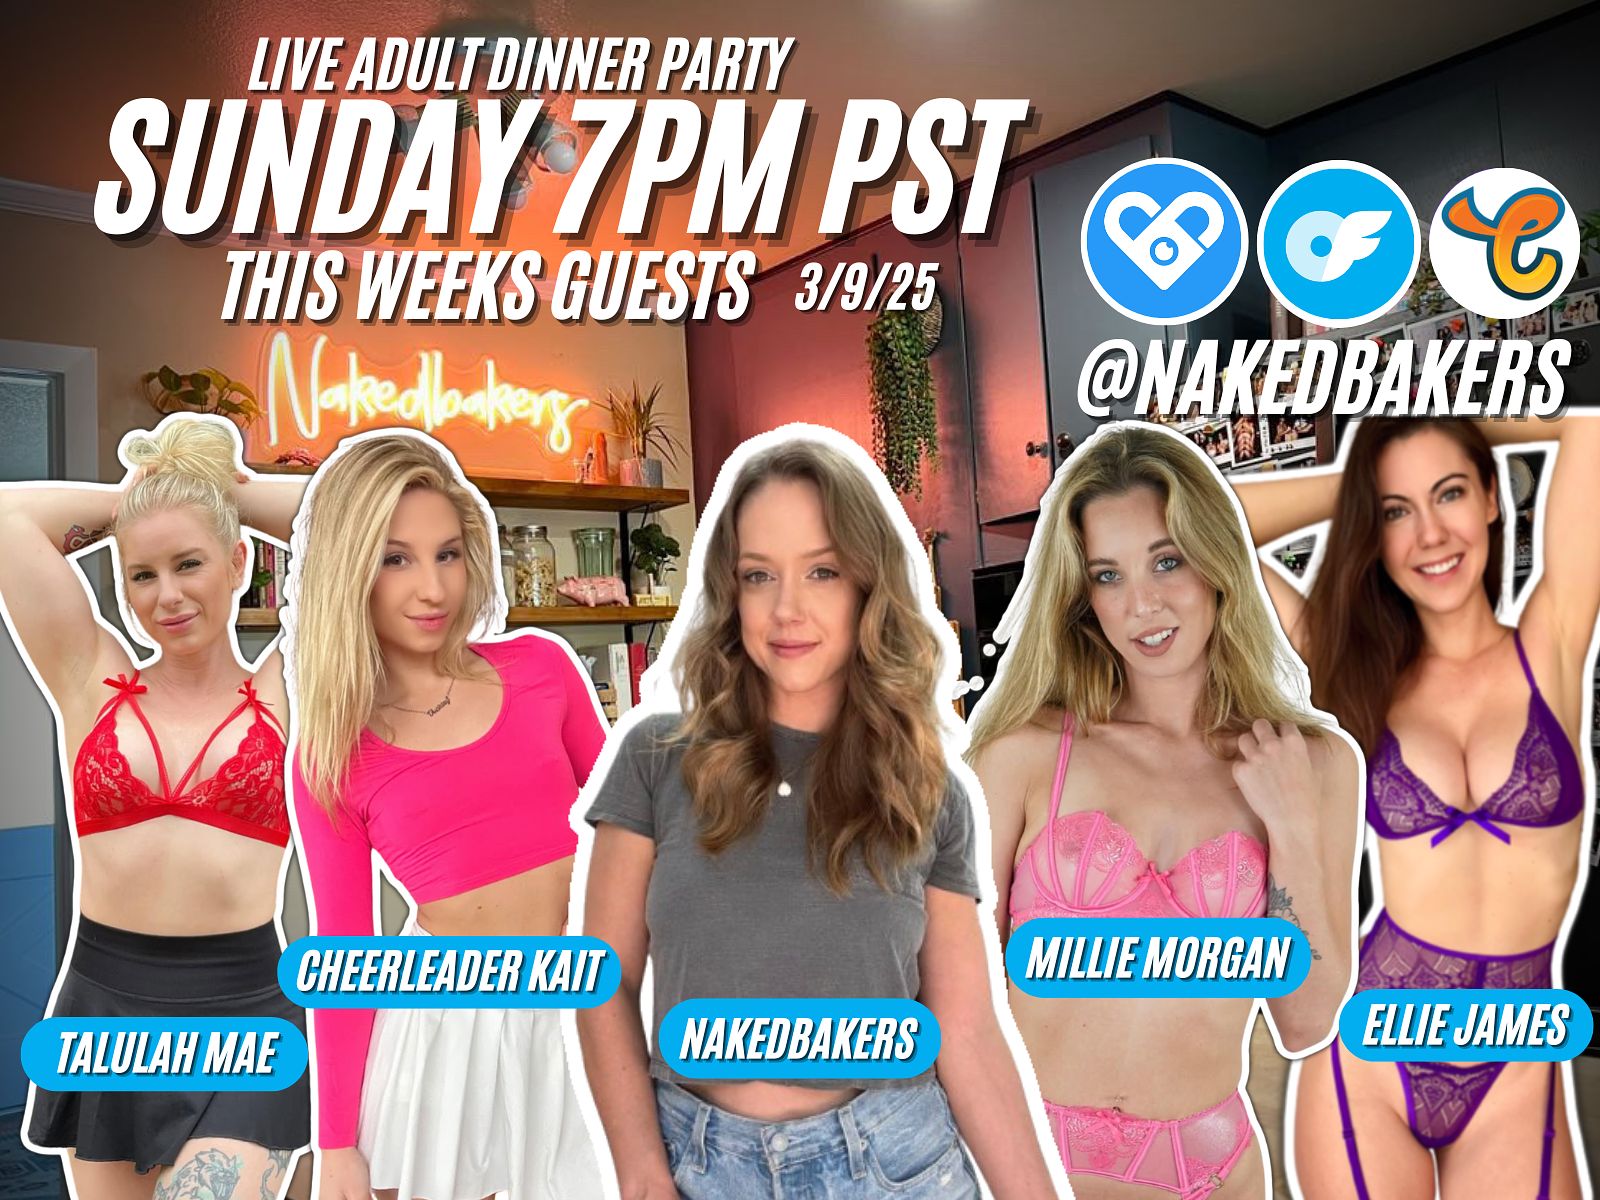 LIVE ADULT DINNER PARTY
SUNDAY 7PM PST
THIS WEEKS GUESTS 3/9/25
@NAKEDBAKERS
Nakedbakers
CHEERLEADER KAIT
MILLIE MORGAN
NAKEDBAKERS
ELLIE JAMES
TALULAH MAE